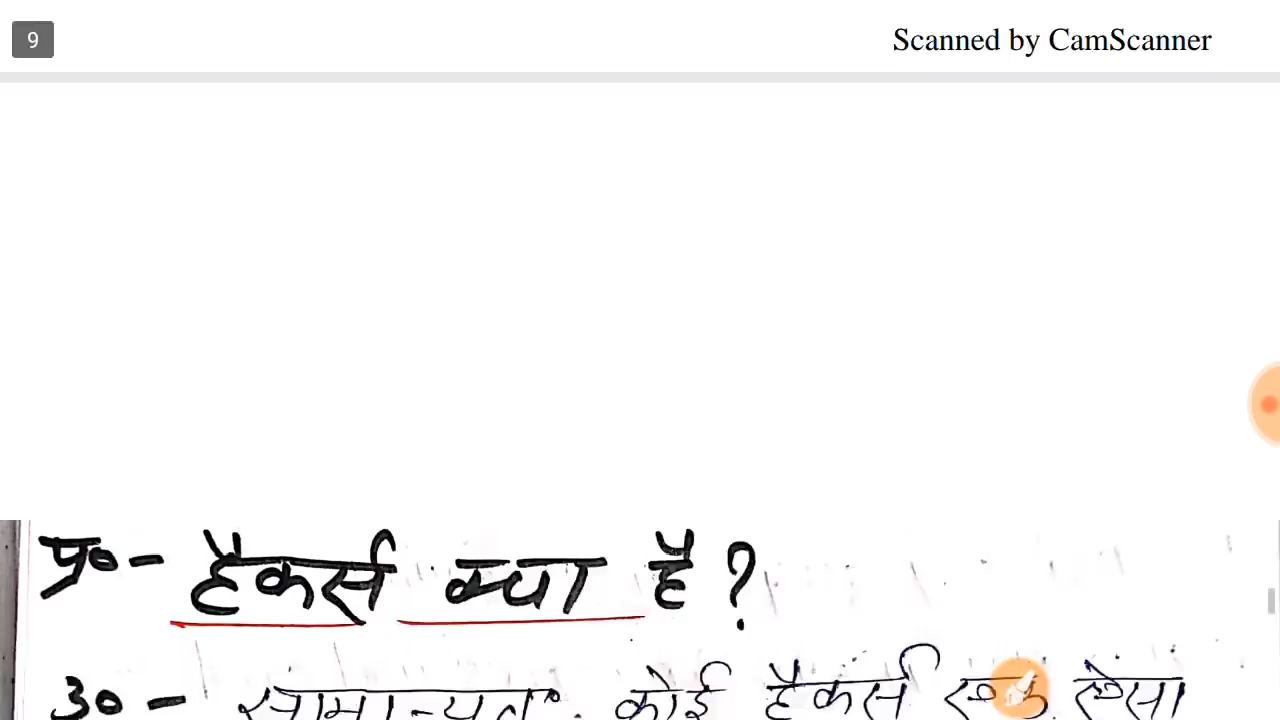 9
Scanned by CamScanner
प्र०- हैकर्स क्या है ?
उ०- सामान्यतः कोई हैकर्स एक ऐसा